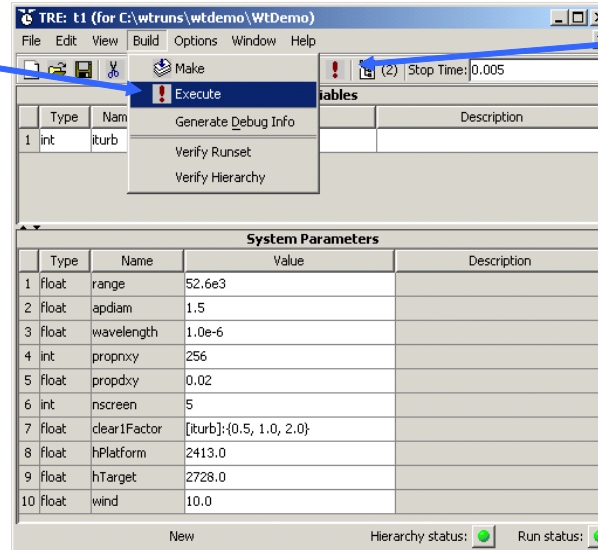 TRE: t1 (for C:\wtruns\wtdemo\WtDemo)
File Edit View Build Options Window Help
Make
(2) Stop Time: 0.005
Execute
iables
Type Nam Description
Generate Debug Info
1 int iturb
Verify Runset
Verify Hierarchy
System Parameters
Type Name Value Description
1 float range 52.6e3
2 float apdiam 1.5
3 float wavelength 1.0e-6
4 int propnxy 256
5 float propdxy 0.02
6 int nscreen 5
7 float clear1Factor [iturb]:{0.5, 1.0, 2.0}
8 float hPlatform 2413.0
9 float hTarget 2728.0
10 float wind 10.0
New Hierarchy status: Run status: